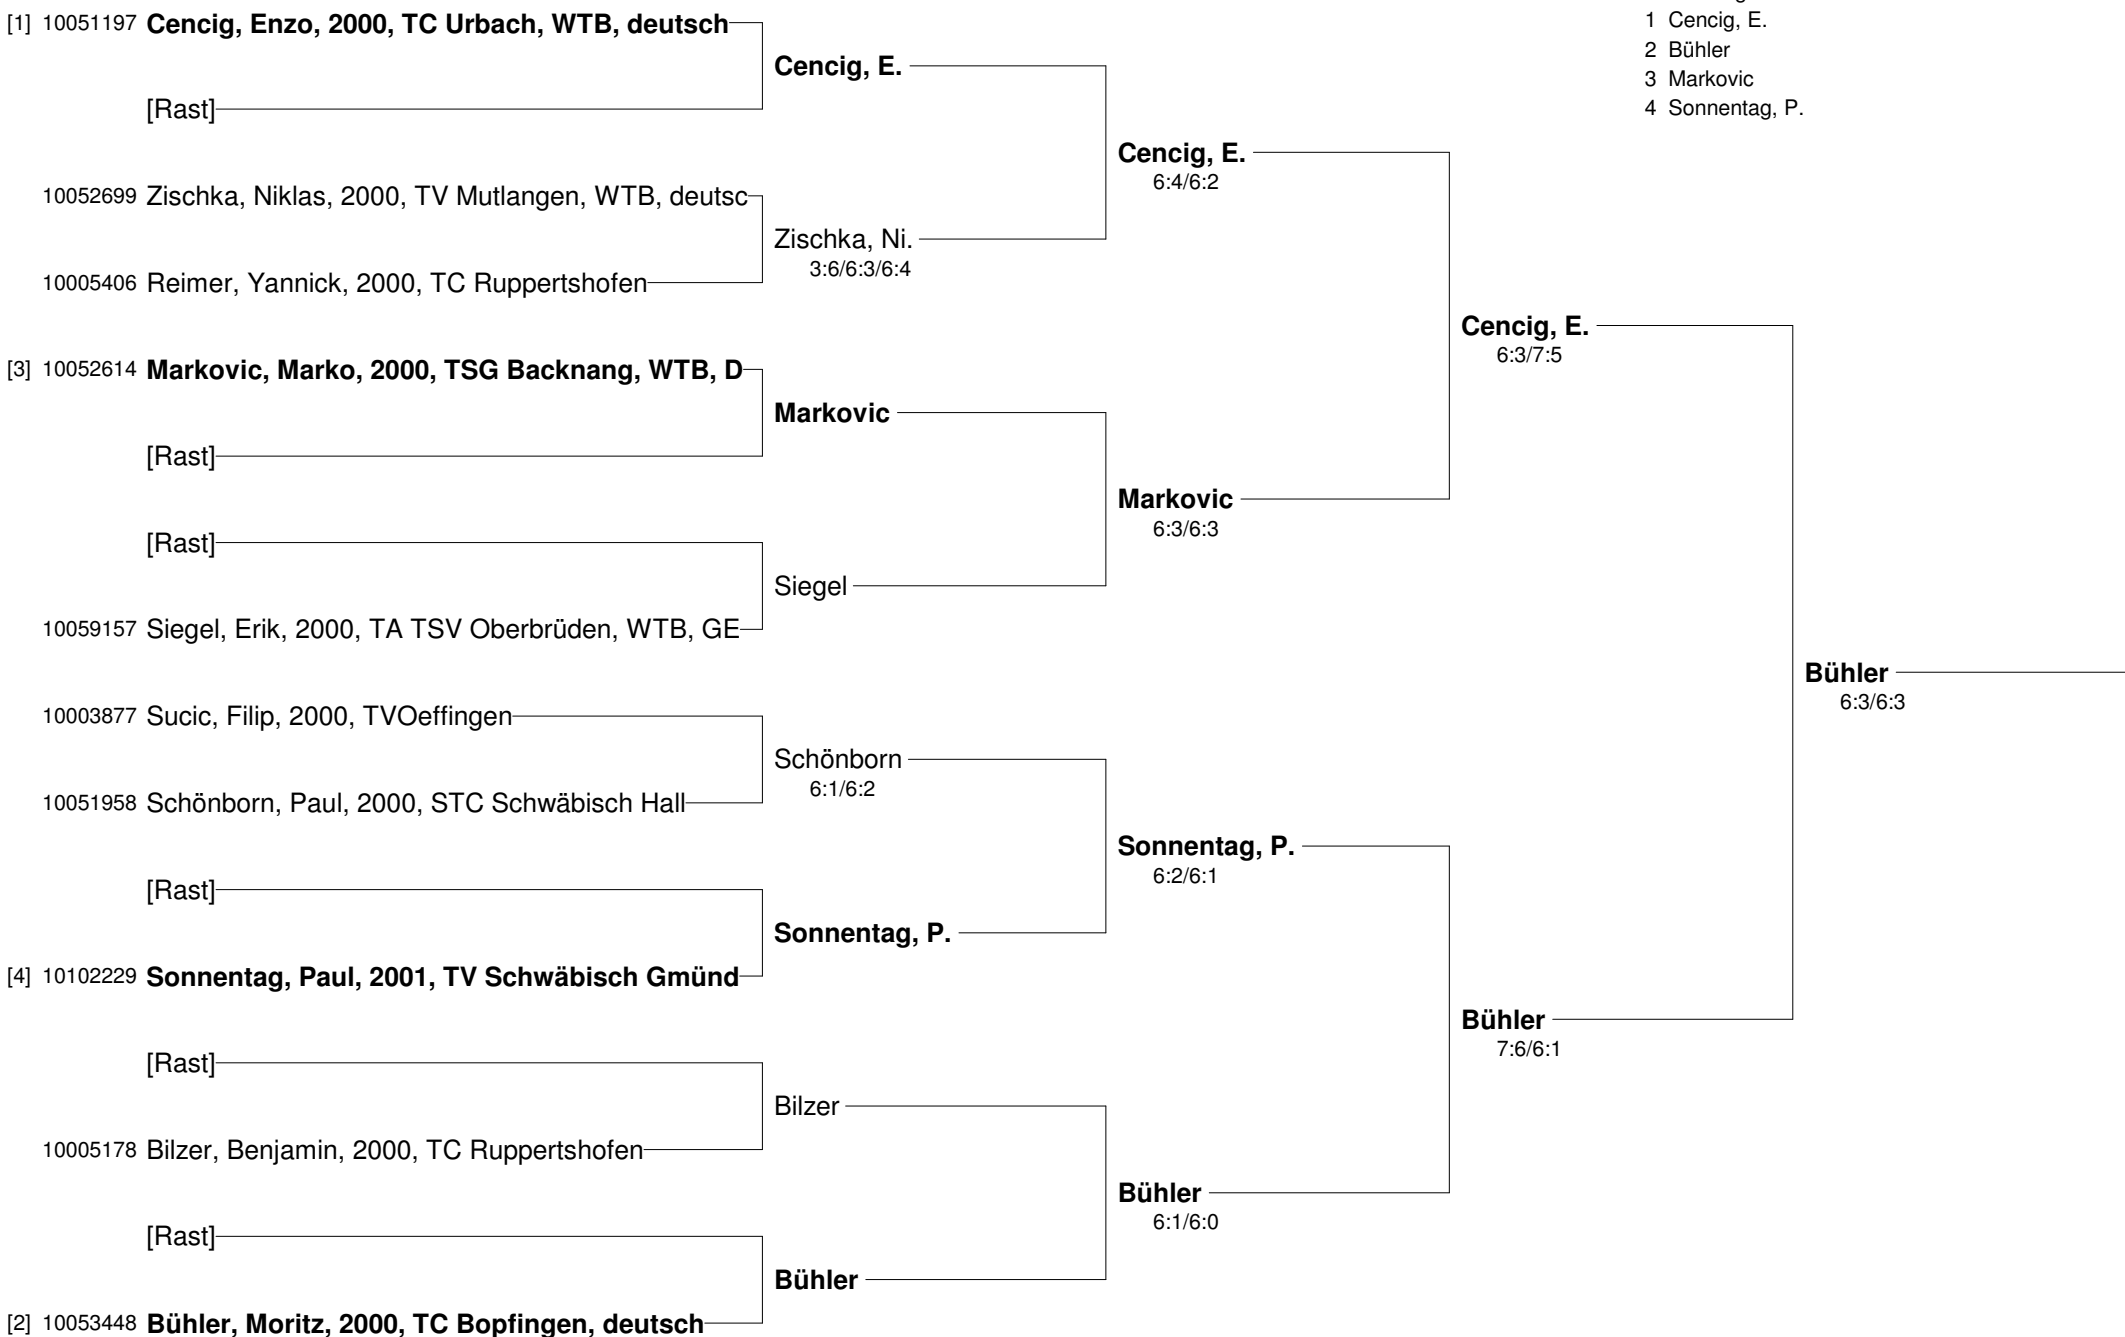 [1] 10051197 Cencig, Enzo, 2000, TC Urbach, WTB, deutsch
1 Cencig, E.
2 Bühler
Cencig, E.
3 Markovic
[Rast]
4 Sonnentag, P.
Cencig, E.
6:4/6:2
10052699 Zischka, Niklas, 2000, TV Mutlangen, WTB, deutsc
Zischka, Ni.
3:6/6:3/6:4
10005406 Reimer, Yannick, 2000, TC Ruppertshofen
Cencig, E.
6:3/7:5
[3] 10052614 Markovic, Marko, 2000, TSG Backnang, WTB, D
Markovic
[Rast]
Markovic
6:3/6:3
[Rast]
Siegel
10059157 Siegel, Erik, 2000, TA TSV Oberbrüden, WTB, GE
Bühler
6:3/6:3
10003877 Sucic, Filip, 2000, TVOeffingen
Schönborn
6:1/6:2
10051958 Schönborn, Paul, 2000, STC Schwäbisch Hall
Sonnentag, P.
6:2/6:1
[Rast]
Sonnentag, P.
[4] 10102229 Sonnentag, Paul, 2001, TV Schwäbisch Gmünd
Bühler
7:6/6:1
[Rast]
Bilzer
10005178 Bilzer, Benjamin, 2000, TC Ruppertshofen
Bühler
6:1/6:0
[Rast]
Bühler
[2] 10053448 Bühler, Moritz, 2000, TC Bopfingen, deutsch